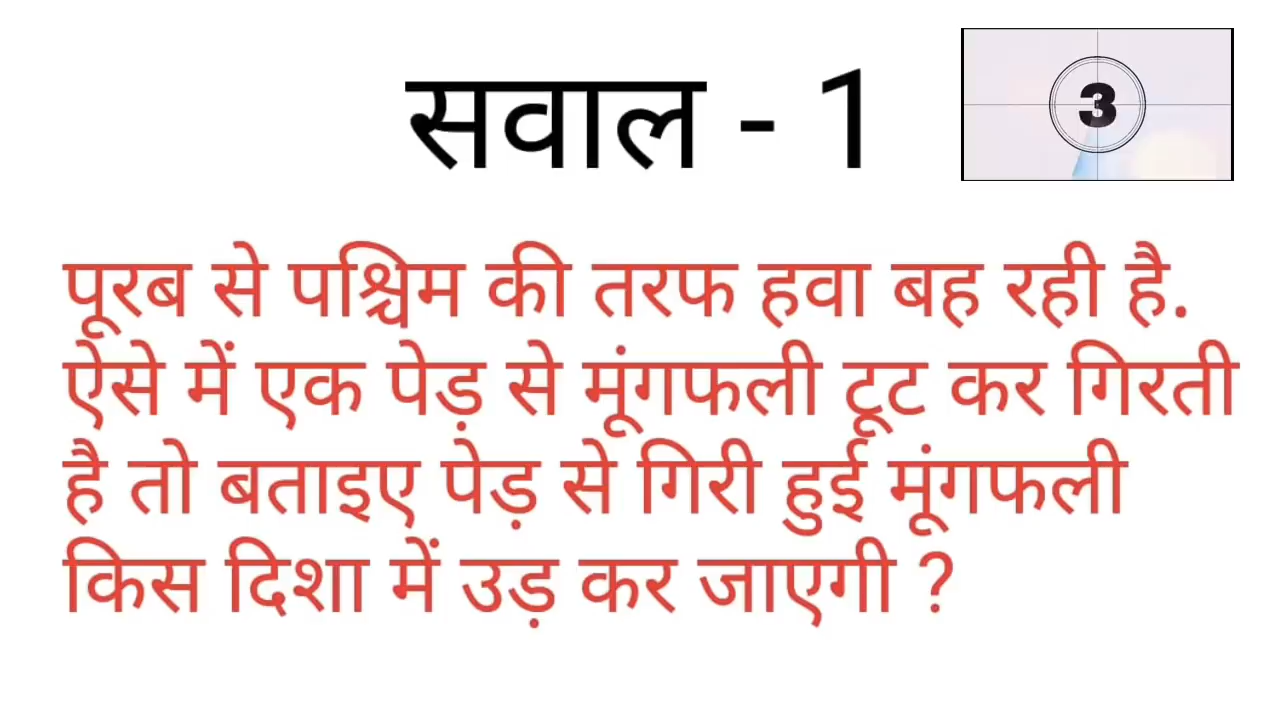 सवाल - 1
3
पूरब से पश्चिम की तरफ हवा बह रही है.
ऐसे में एक पेड़ से मूंगफली टूट कर गिरती
है तो बताइए पेड़ से गिरी हुई मूंगफली
किस दिशा में उड़ कर जाएगी ?